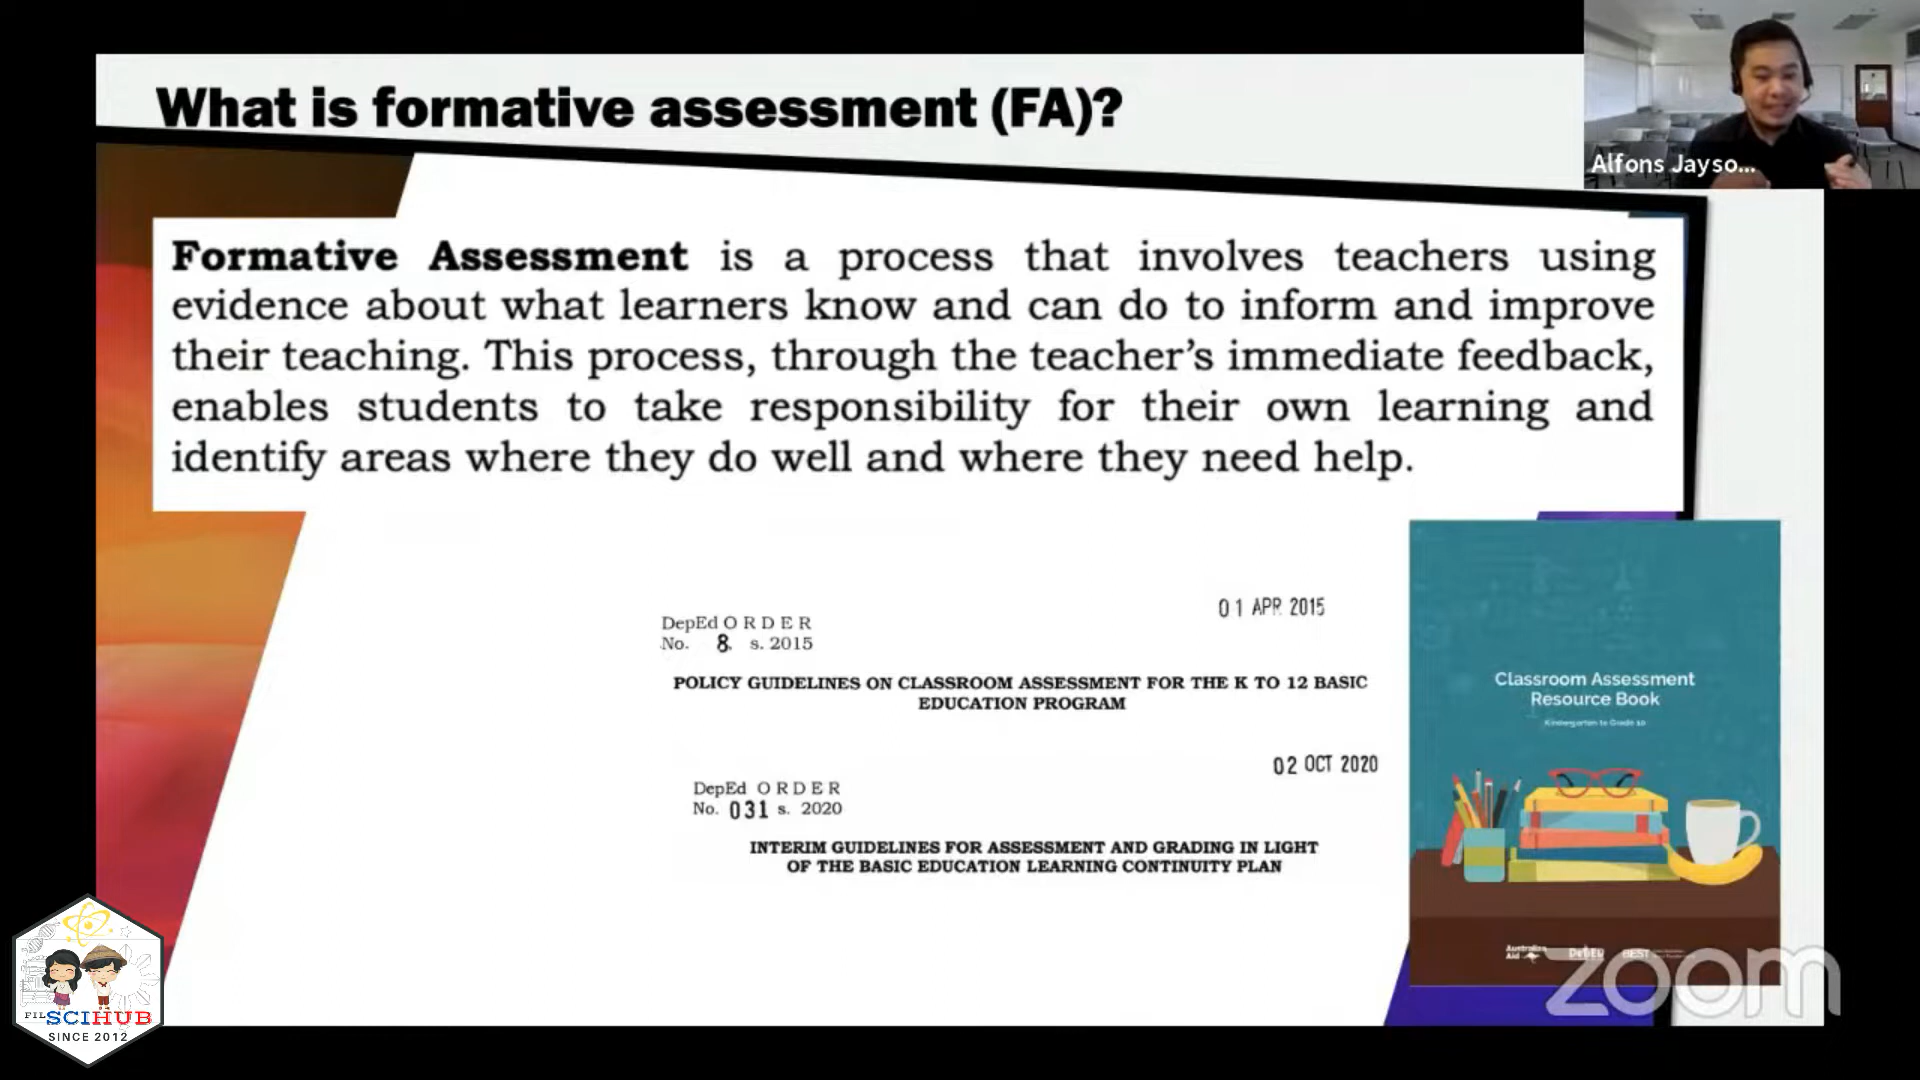 What is formative assessment (FA)?
Alfons Jayso...
Formative Assessment is a process that involves teachers using
evidence about what learners know and can do to inform and improve
their teaching. This process, through the teacher's immediate feedback,
enables students to take responsibility for their own learning and
identify areas where they do well and where they need help.
01 APR 2015
DepEd ORDER
No. 8 s. 2015
POLICY GUIDELINES ON CLASSROOM ASSESSMENT FOR THE K TO 12 BASIC
EDUCATION PROGRAM
02 OCT 2020
DepEd ORDER
No. 031 s. 2020
INTERIM GUIDELINES FOR ASSESSMENT AND GRADING IN LIGHT
OF THE BASIC EDUCATION LEARNING CONTINUITY PLAN
Classroom Assessment
Resource Book
Kindergarten to Grade 10
Australian
Aid
DepED
BEST
zoom
FIL SCIHUB
SINCE 2012